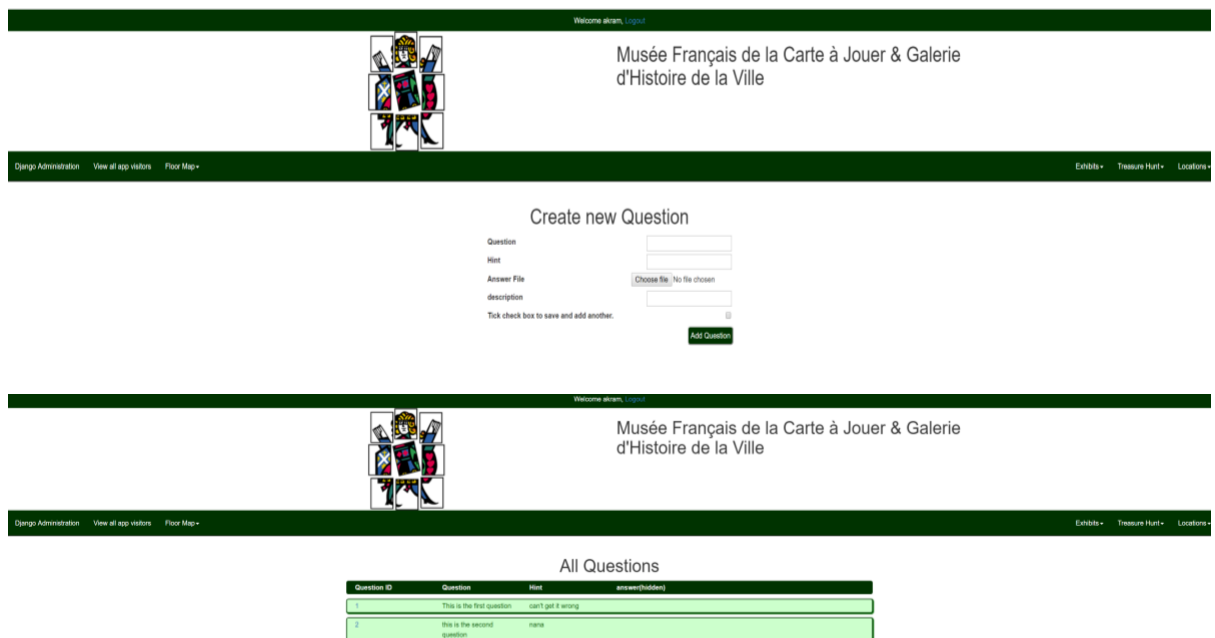 Welcome akram, Logout
Musée Français de la Carte à Jouer & Galerie
d'Histoire de la Ville
Django Administration View all app visitors Floor Map
Exhibits Treasure Hunt Locations
Create new Question
Question
Hint
Answer File Choose file No file chosen
description
Tick check box to save and add another.
Add Question
Welcome akram, Logout
Musée Français de la Carte à Jouer & Galerie
d'Histoire de la Ville
Django Administration View all app visitors Floor Map
Exhibits Treasure Hunt Locations
All Questions
Question ID Question Hint answer(hidden)
1 This is the first question can't get it wrong
2 this is the second nane
question